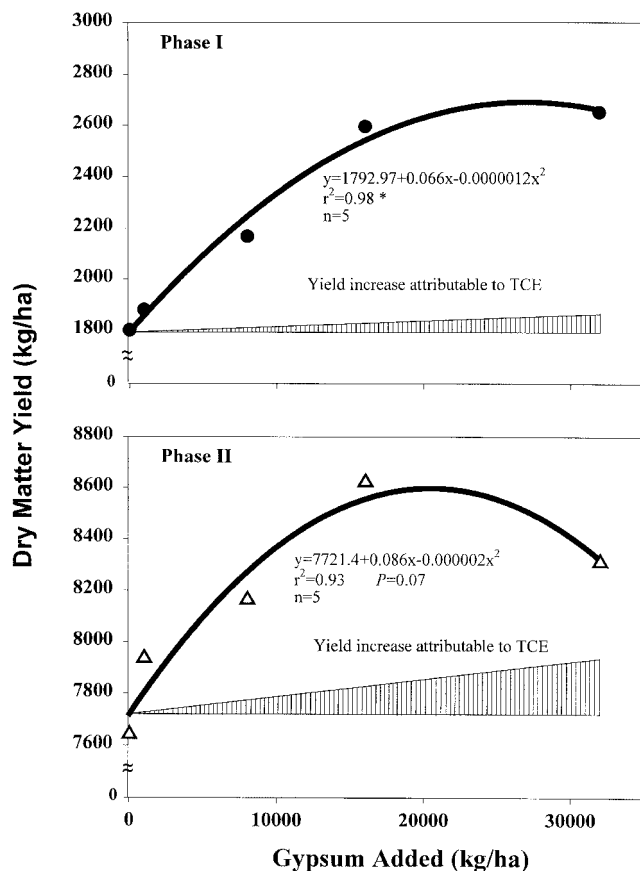 Dry Matter Yield (kg/ha)
Phase I
3000
2800
2600
2400
2200
2000
1800
≈
0
y=1792.97+0.066x-0.0000012x²
r²=0.98 *
n=5
Yield increase attributable to TCE
Phase II
8800
8600
8400
8200
8000
7800
7600
≈
0
y=7721.4+0.086x-0.000002x²
r²=0.93 P=0.07
n=5
Yield increase attributable to TCE
0 10000 20000 30000
Gypsum Added (kg/ha)